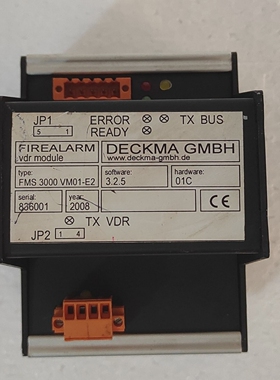 JP1 ERROR TX BUS
5 1 READY
FIREALARM DECKMA GMBH
.vdr module www.deckma-gmbh.de
type: software: hardware:
FMS 3000 VM01-E2 3.2.5 01C
serial: year: CE
836001 2008
TX VDR
JP2 1 4